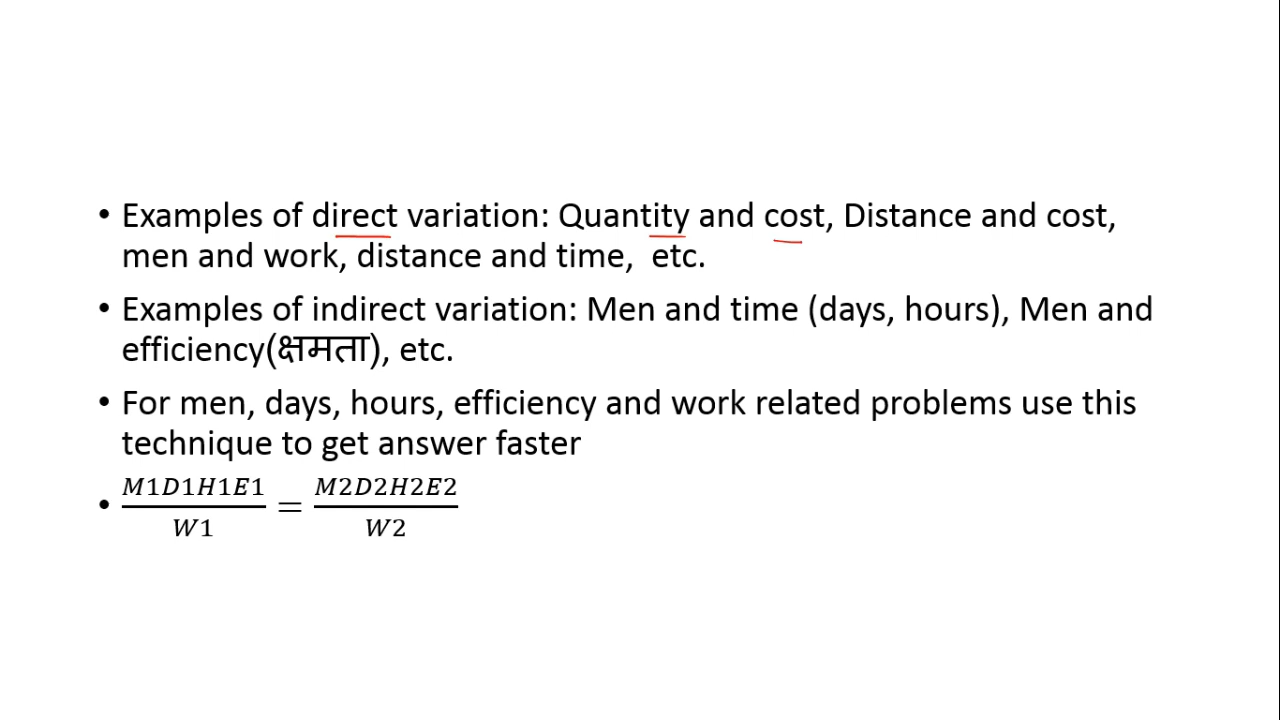 • Examples of direct variation: Quantity and cost, Distance and cost,
men and work, distance and time,  etc.
• Examples of indirect variation: Men and time (days, hours), Men and
efficiency(क्षमता), etc.
• For men, days, hours, efficiency and work related problems use this
technique to get answer faster
• M1D1H1E1/W1 = M2D2H2E2/W2